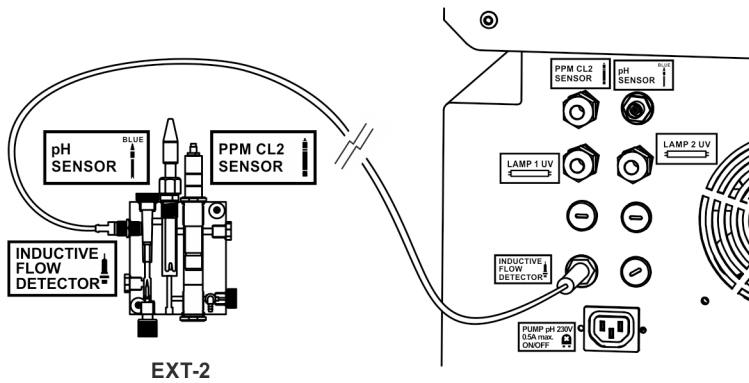 PPM CL2
SENSOR
pH
SENSOR
BLUE
pH
SENSOR
BLUE
PPM CL2
SENSOR
LAMP 1 UV
LAMP 2 UV
INDUCTIVE
FLOW
DETECTOR
INDUCTIVE
FLOW
DETECTOR
PUMP pH 230V
0.5A max.
ON/OFF
EXT-2